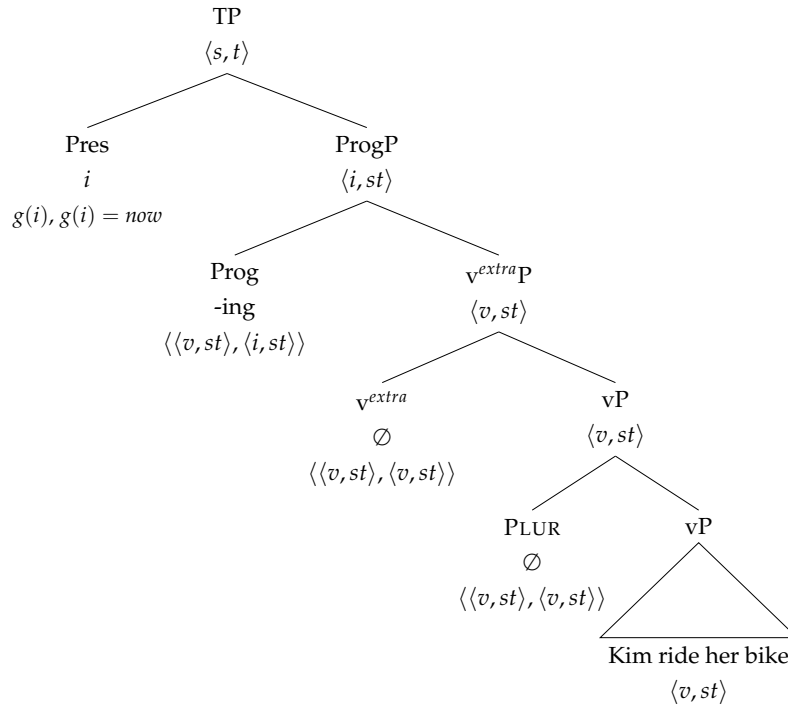 TP
⟨s, t⟩
Pres ProgP
i ⟨i, st⟩
g(i), g(i) = now
Prog v^{extra}P
-ing ⟨v, st⟩
⟨⟨v, st⟩, ⟨i, st⟩⟩
v^{extra} vP
∅ ⟨v, st⟩
⟨⟨v, st⟩, ⟨v, st⟩⟩
PLUR vP
∅
⟨⟨v, st⟩, ⟨v, st⟩⟩
Kim ride her bike
⟨v, st⟩